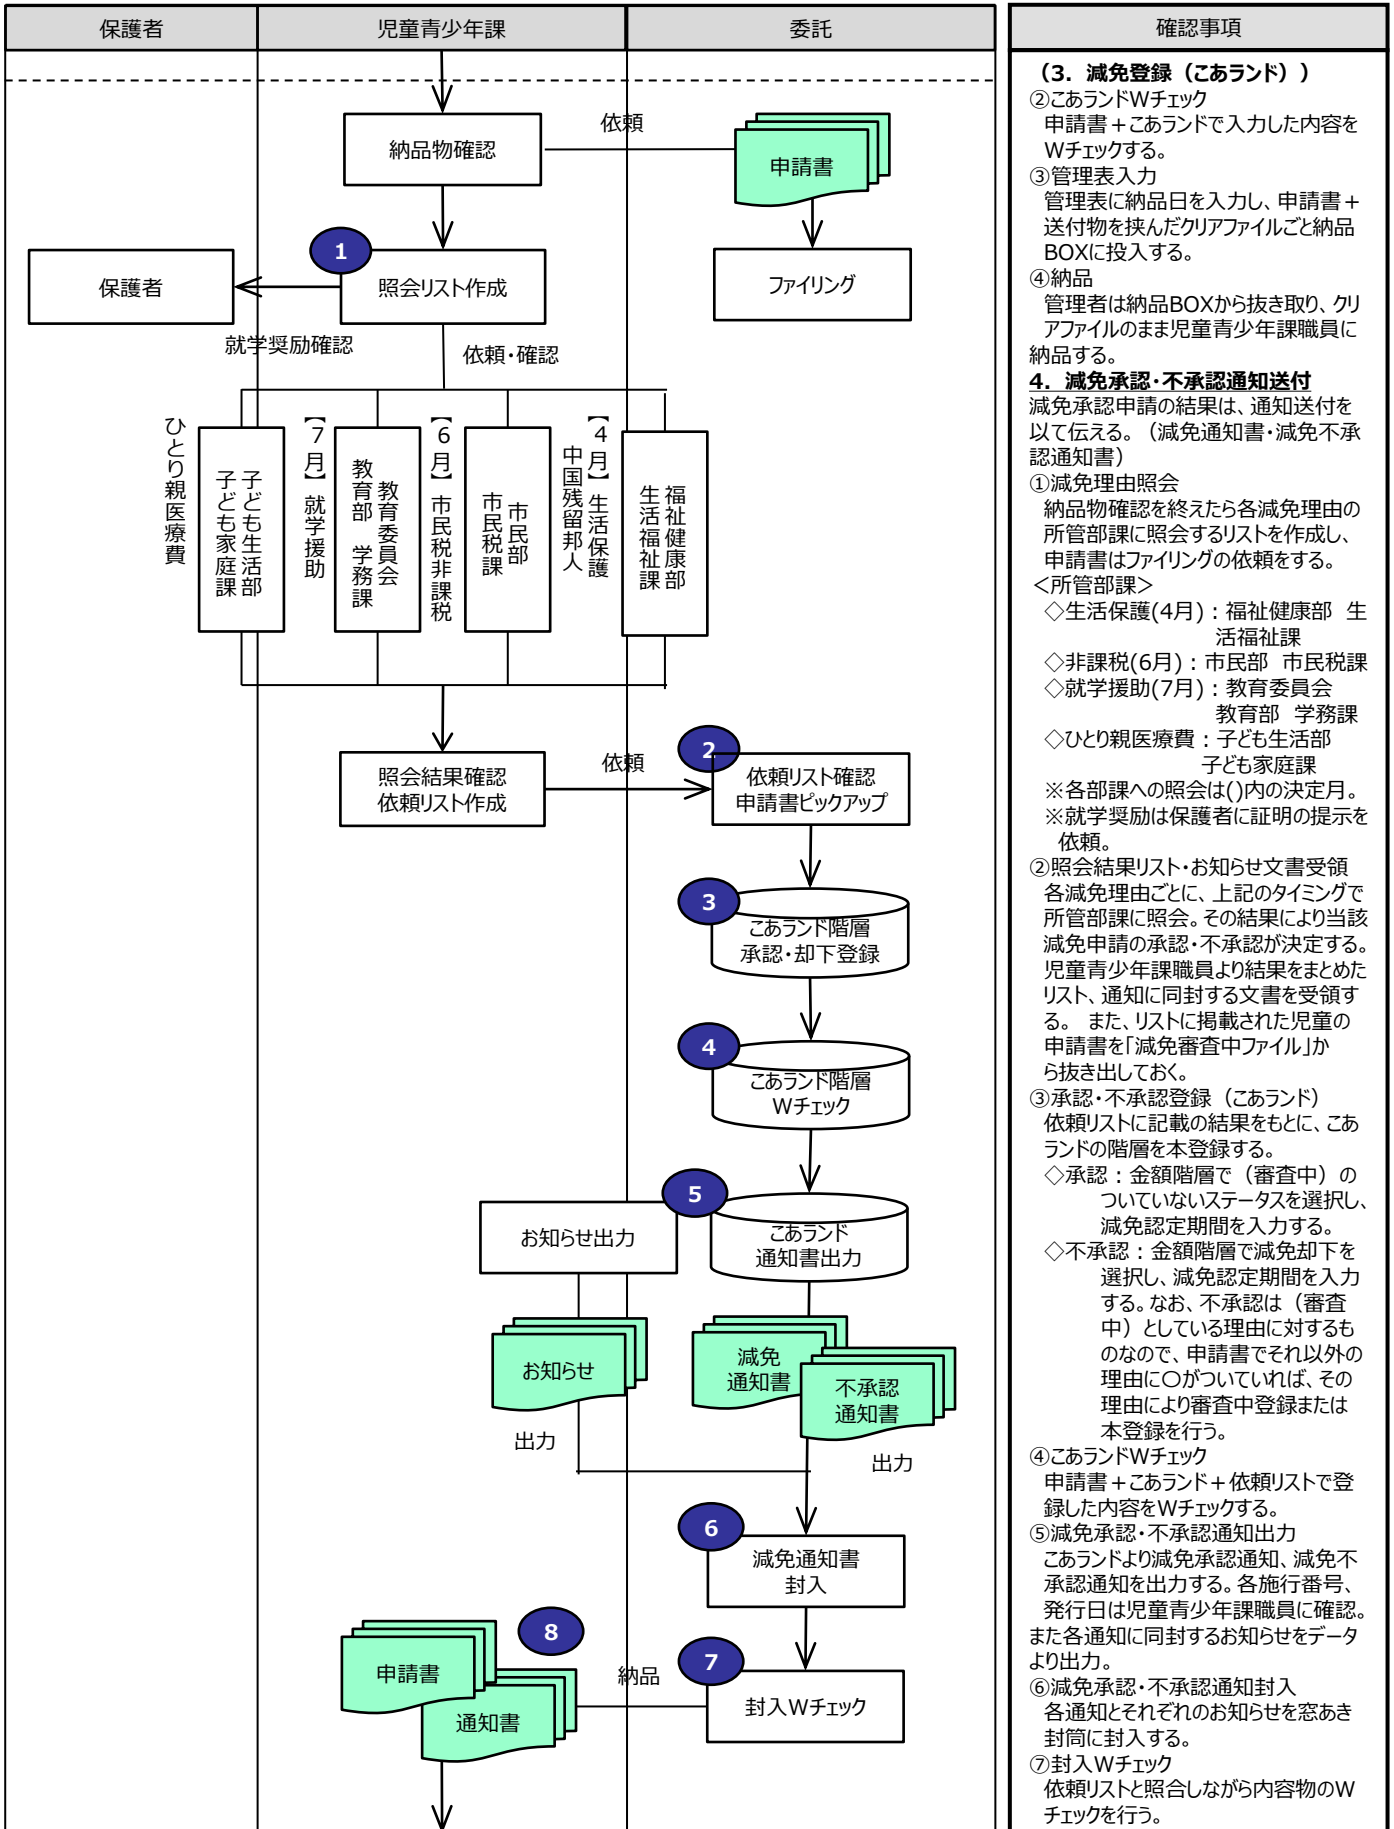 保護者
児童青少年課
委託
納品物確認
依頼
申請書
1
保護者
照会リスト作成
ファイリング
就学奨励確認
依頼・確認
ひとり親医療費
子ども生活部
子ども家庭課
【7月】就学援助
教育委員会
教育部　学務課
【6月】市民税非課税
市民部
市民税課
【4月】生活保護
中国残留邦人
福祉健康部
生活福祉課
照会結果確認
依頼リスト作成
依頼
2
依頼リスト確認
申請書ピックアップ
3
こあランド階層
承認・却下登録
4
こあランド階層
Wチェック
5
お知らせ出力
こあランド
通知書出力
お知らせ
減免
通知書
不承認
通知書
出力
出力
6
減免通知書
封入
8
申請書
通知書
納品
7
封入Wチェック
確認事項
（3．減免登録（こあランド））
②こあランドWチェック
申請書＋こあランドで入力した内容を
Wチェックする。
③管理表入力
管理表に納品日を入力し、申請書＋
送付物を挟んだクリアファイルごと納品
BOXに投入する。
④納品
管理者は納品BOXから抜き取り、クリ
アファイルのまま児童青少年課職員に
納品する。
4．減免承認・不承認通知送付
減免承認申請の結果は、通知送付を
以て伝える。（減免通知書・減免不承
認通知書）
①減免理由照会
納品物確認を終えたら各減免理由の
所管部課に照会するリストを作成し、
申請書はファイリングの依頼をする。
＜所管部課＞
◇生活保護(4月)：福祉健康部　生
活福祉課
◇非課税(6月)：市民部　市民税課
◇就学援助(7月)：教育委員会
教育部　学務課
◇ひとり親医療費：子ども生活部
子ども家庭課
※各部課への照会は()内の決定月。
※就学奨励は保護者に証明の提示を
依頼。
②照会結果リスト・お知らせ文書受領
各減免理由ごとに、上記のタイミングで
所管部課に照会。その結果により当該
減免申請の承認・不承認が決定する。
児童青少年課職員より結果をまとめた
リスト、通知に同封する文書を受領す
る。　また、リストに掲載された児童の
申請書を「減免審査中ファイル」か
ら抜き出しておく。
③承認・不承認登録（こあランド）
依頼リストに記載の結果をもとに、こあ
ランドの階層を本登録する。
◇承認：金額階層で（審査中）の
ついていないステータスを選択し、
減免認定期間を入力する。
◇不承認：金額階層で減免却下を
選択し、減免認定期間を入力
する。なお、不承認は（審査
中）としている理由に対するも
のなので、申請書でそれ以外の
理由に〇がついていれば、その
理由により審査中登録または
本登録を行う。
④こあランドWチェック
申請書＋こあランド＋依頼リストで登
録した内容をWチェックする。
⑤減免承認・不承認通知出力
こあランドより減免承認通知、減免不
承認通知を出力する。各施行番号、
発行日は児童青少年課職員に確認。
また各通知に同封するお知らせをデータ
より出力。
⑥減免承認・不承認通知封入
各通知とそれぞれのお知らせを窓あき
封筒に封入する。
⑦封入Wチェック
依頼リストと照合しながら内容物のW
チェックを行う。